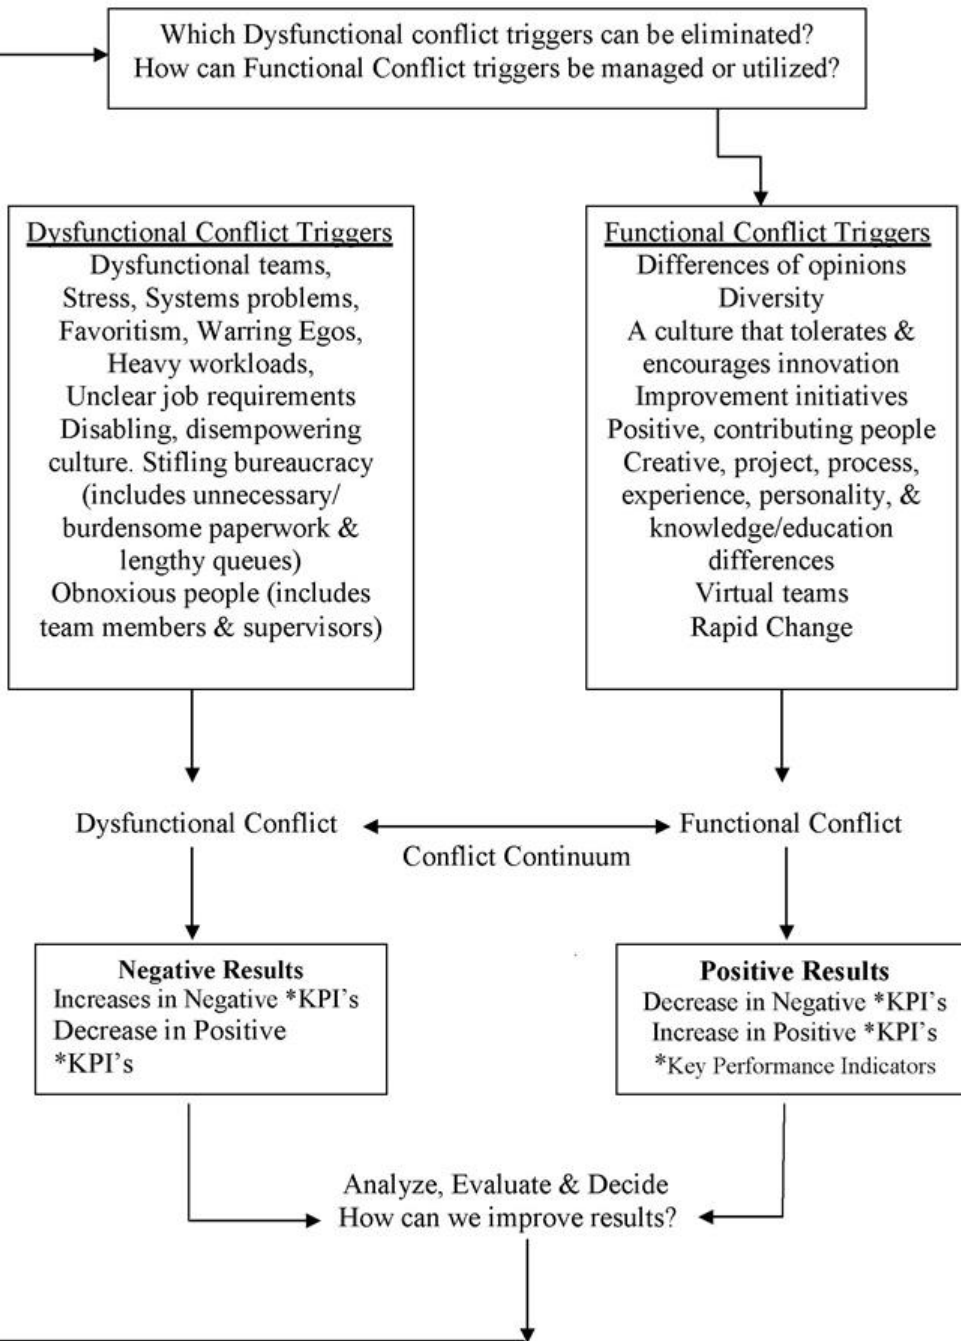 Which Dysfunctional conflict triggers can be eliminated?
How can Functional Conflict triggers be managed or utilized?
Dysfunctional Conflict Triggers
Dysfunctional teams,
Stress, Systems problems,
Favoritism, Warring Egos,
Heavy workloads,
Unclear job requirements
Disabling, disempowering
culture. Stifling bureaucracy
(includes unnecessary/
burdensome paperwork &
lengthy queues)
Obnoxious people (includes
team members & supervisors)
Functional Conflict Triggers
Differences of opinions
Diversity
A culture that tolerates &
encourages innovation
Improvement initiatives
Positive, contributing people
Creative, project, process,
experience, personality, &
knowledge/education
differences
Virtual teams
Rapid Change
Dysfunctional Conflict
Functional Conflict
Conflict Continuum
Negative Results
Increases in Negative *KPI's
Decrease in Positive
*KPI's
Positive Results
Decrease in Negative *KPI's
Increase in Positive *KPI's
*Key Performance Indicators
Analyze, Evaluate & Decide
How can we improve results?